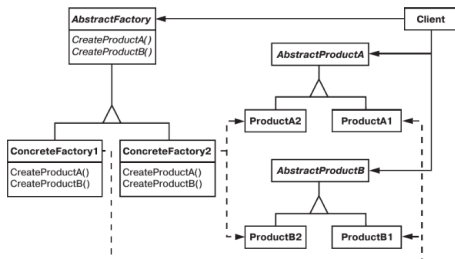 AbstractFactory
CreateProductA()
CreateProductB()
Client
AbstractProductA
ProductA2
ProductA1
ConcreteFactory1
CreateProductA()
CreateProductB()
ConcreteFactory2
CreateProductA()
CreateProductB()
AbstractProductB
ProductB2
ProductB1